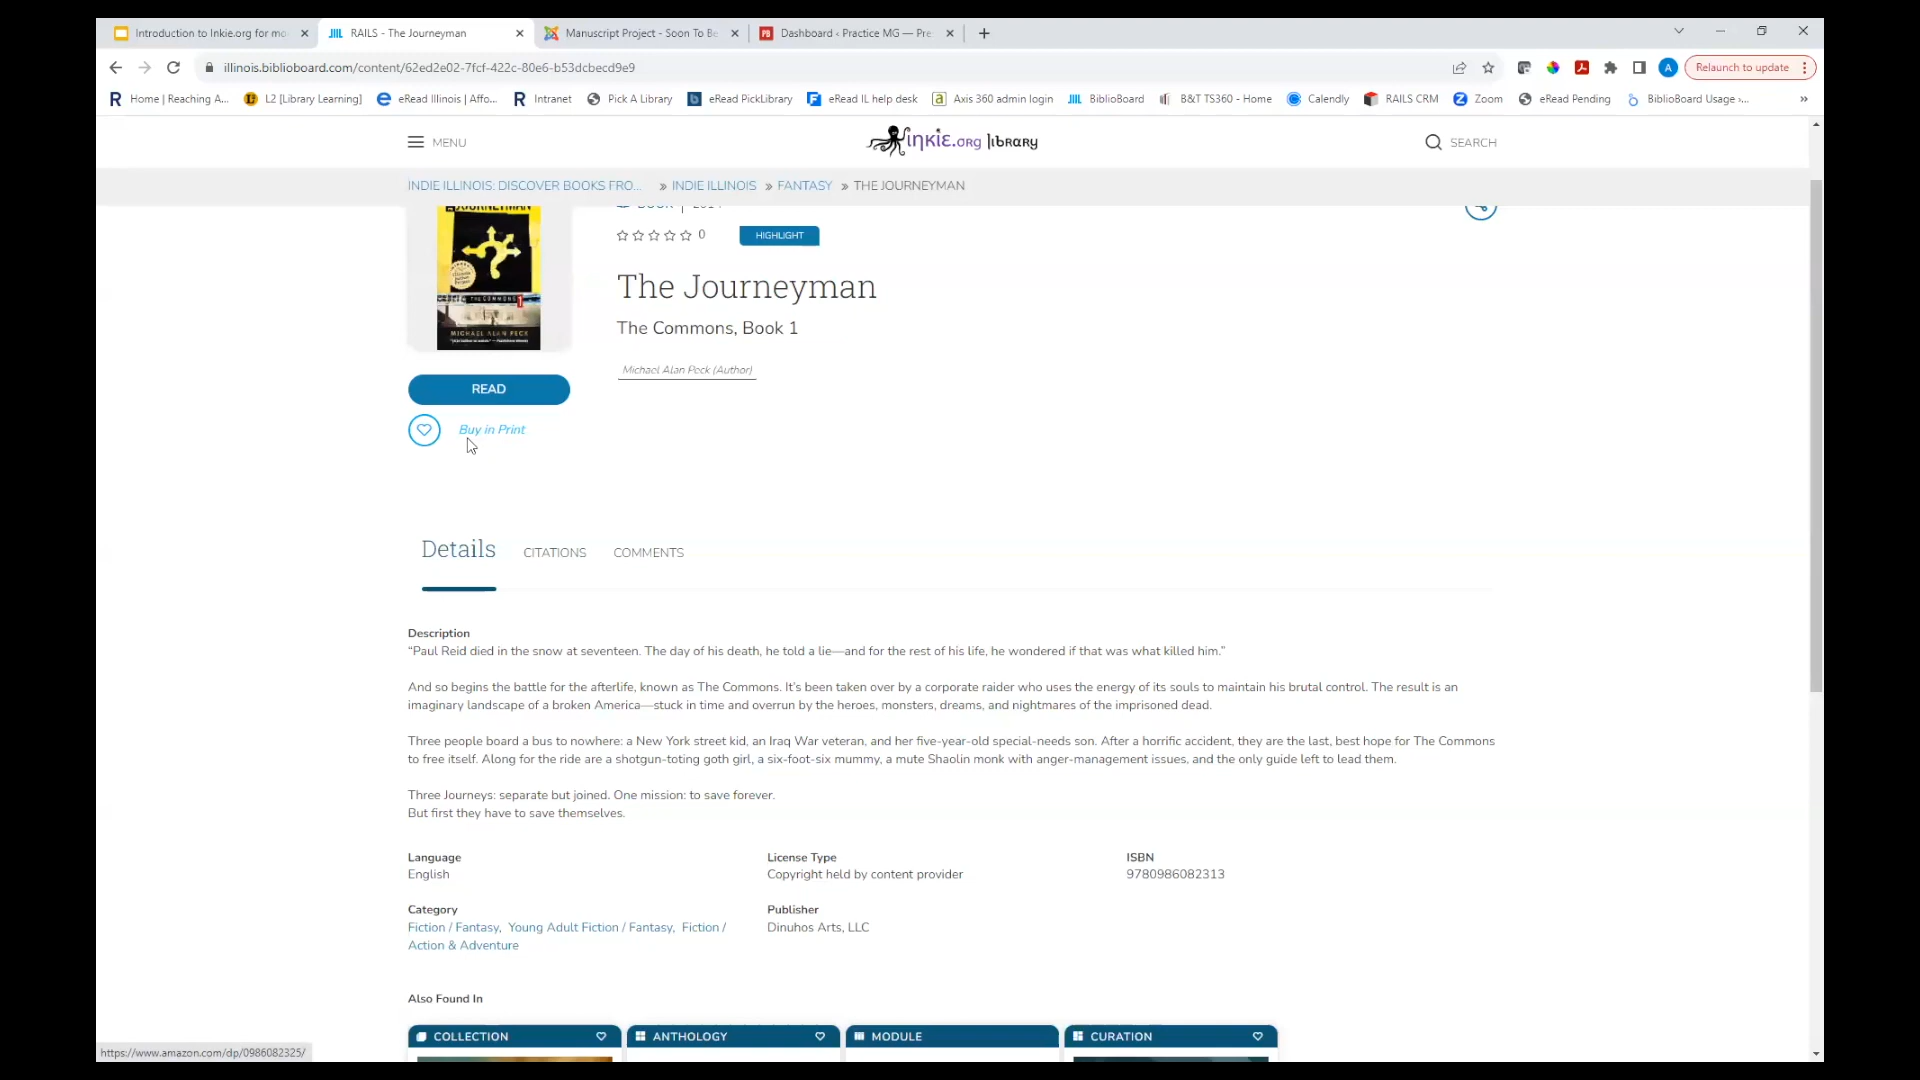 Introduction to Inkie.org for mo
RAILS - The Journeyman
Manuscript Project - Soon To Be
Dashboard ‹ Practice MG — Pre
illinois.biblioboard.com/content/62ed2e02-7fcf-422c-80e6-b53dcbecd9e9
A
Relaunch to update
Home | Reaching A...
L2 [Library Learning]
eRead Illinois | Affo...
Intranet
Pick A Library
eRead PickLibrary
eRead IL help desk
Axis 360 admin login
BiblioBoard
B&T TS360 - Home
Calendly
RAILS CRM
Zoom
eRead Pending
BiblioBoard Usage ›...
»
MENU
inkie.org library
SEARCH
INDIE ILLINOIS: DISCOVER BOOKS FRO... » INDIE ILLINOIS » FANTASY » THE JOURNEYMAN
JOURNEYMAN
THE COMMONS 1
MICHAEL ALAN PECK
BOOK | 2014
0
HIGHLIGHT
The Journeyman
The Commons, Book 1
Michael Alan Peck (Author)
READ
Buy in Print
Details
CITATIONS
COMMENTS
Description
“Paul Reid died in the snow at seventeen. The day of his death, he told a lie—and for the rest of his life, he wondered if that was what killed him.”
And so begins the battle for the afterlife, known as The Commons. It’s been taken over by a corporate raider who uses the energy of its souls to maintain his brutal control. The result is an
imaginary landscape of a broken America—stuck in time and overrun by the heroes, monsters, dreams, and nightmares of the imprisoned dead.
Three people board a bus to nowhere: a New York street kid, an Iraq War veteran, and her five-year-old special-needs son. After a horrific accident, they are the last, best hope for The Commons
to free itself. Along for the ride are a shotgun-toting goth girl, a six-foot-six mummy, a mute Shaolin monk with anger-management issues, and the only guide left to lead them.
Three Journeys: separate but joined. One mission: to save forever.
But first they have to save themselves.
Language
English
License Type
Copyright held by content provider
ISBN
9780986082313
Category
Fiction / Fantasy, Young Adult Fiction / Fantasy, Fiction /
Action & Adventure
Publisher
Dinuhos Arts, LLC
Also Found In
COLLECTION
ANTHOLOGY
MODULE
CURATION
https://www.amazon.com/dp/0986082325/